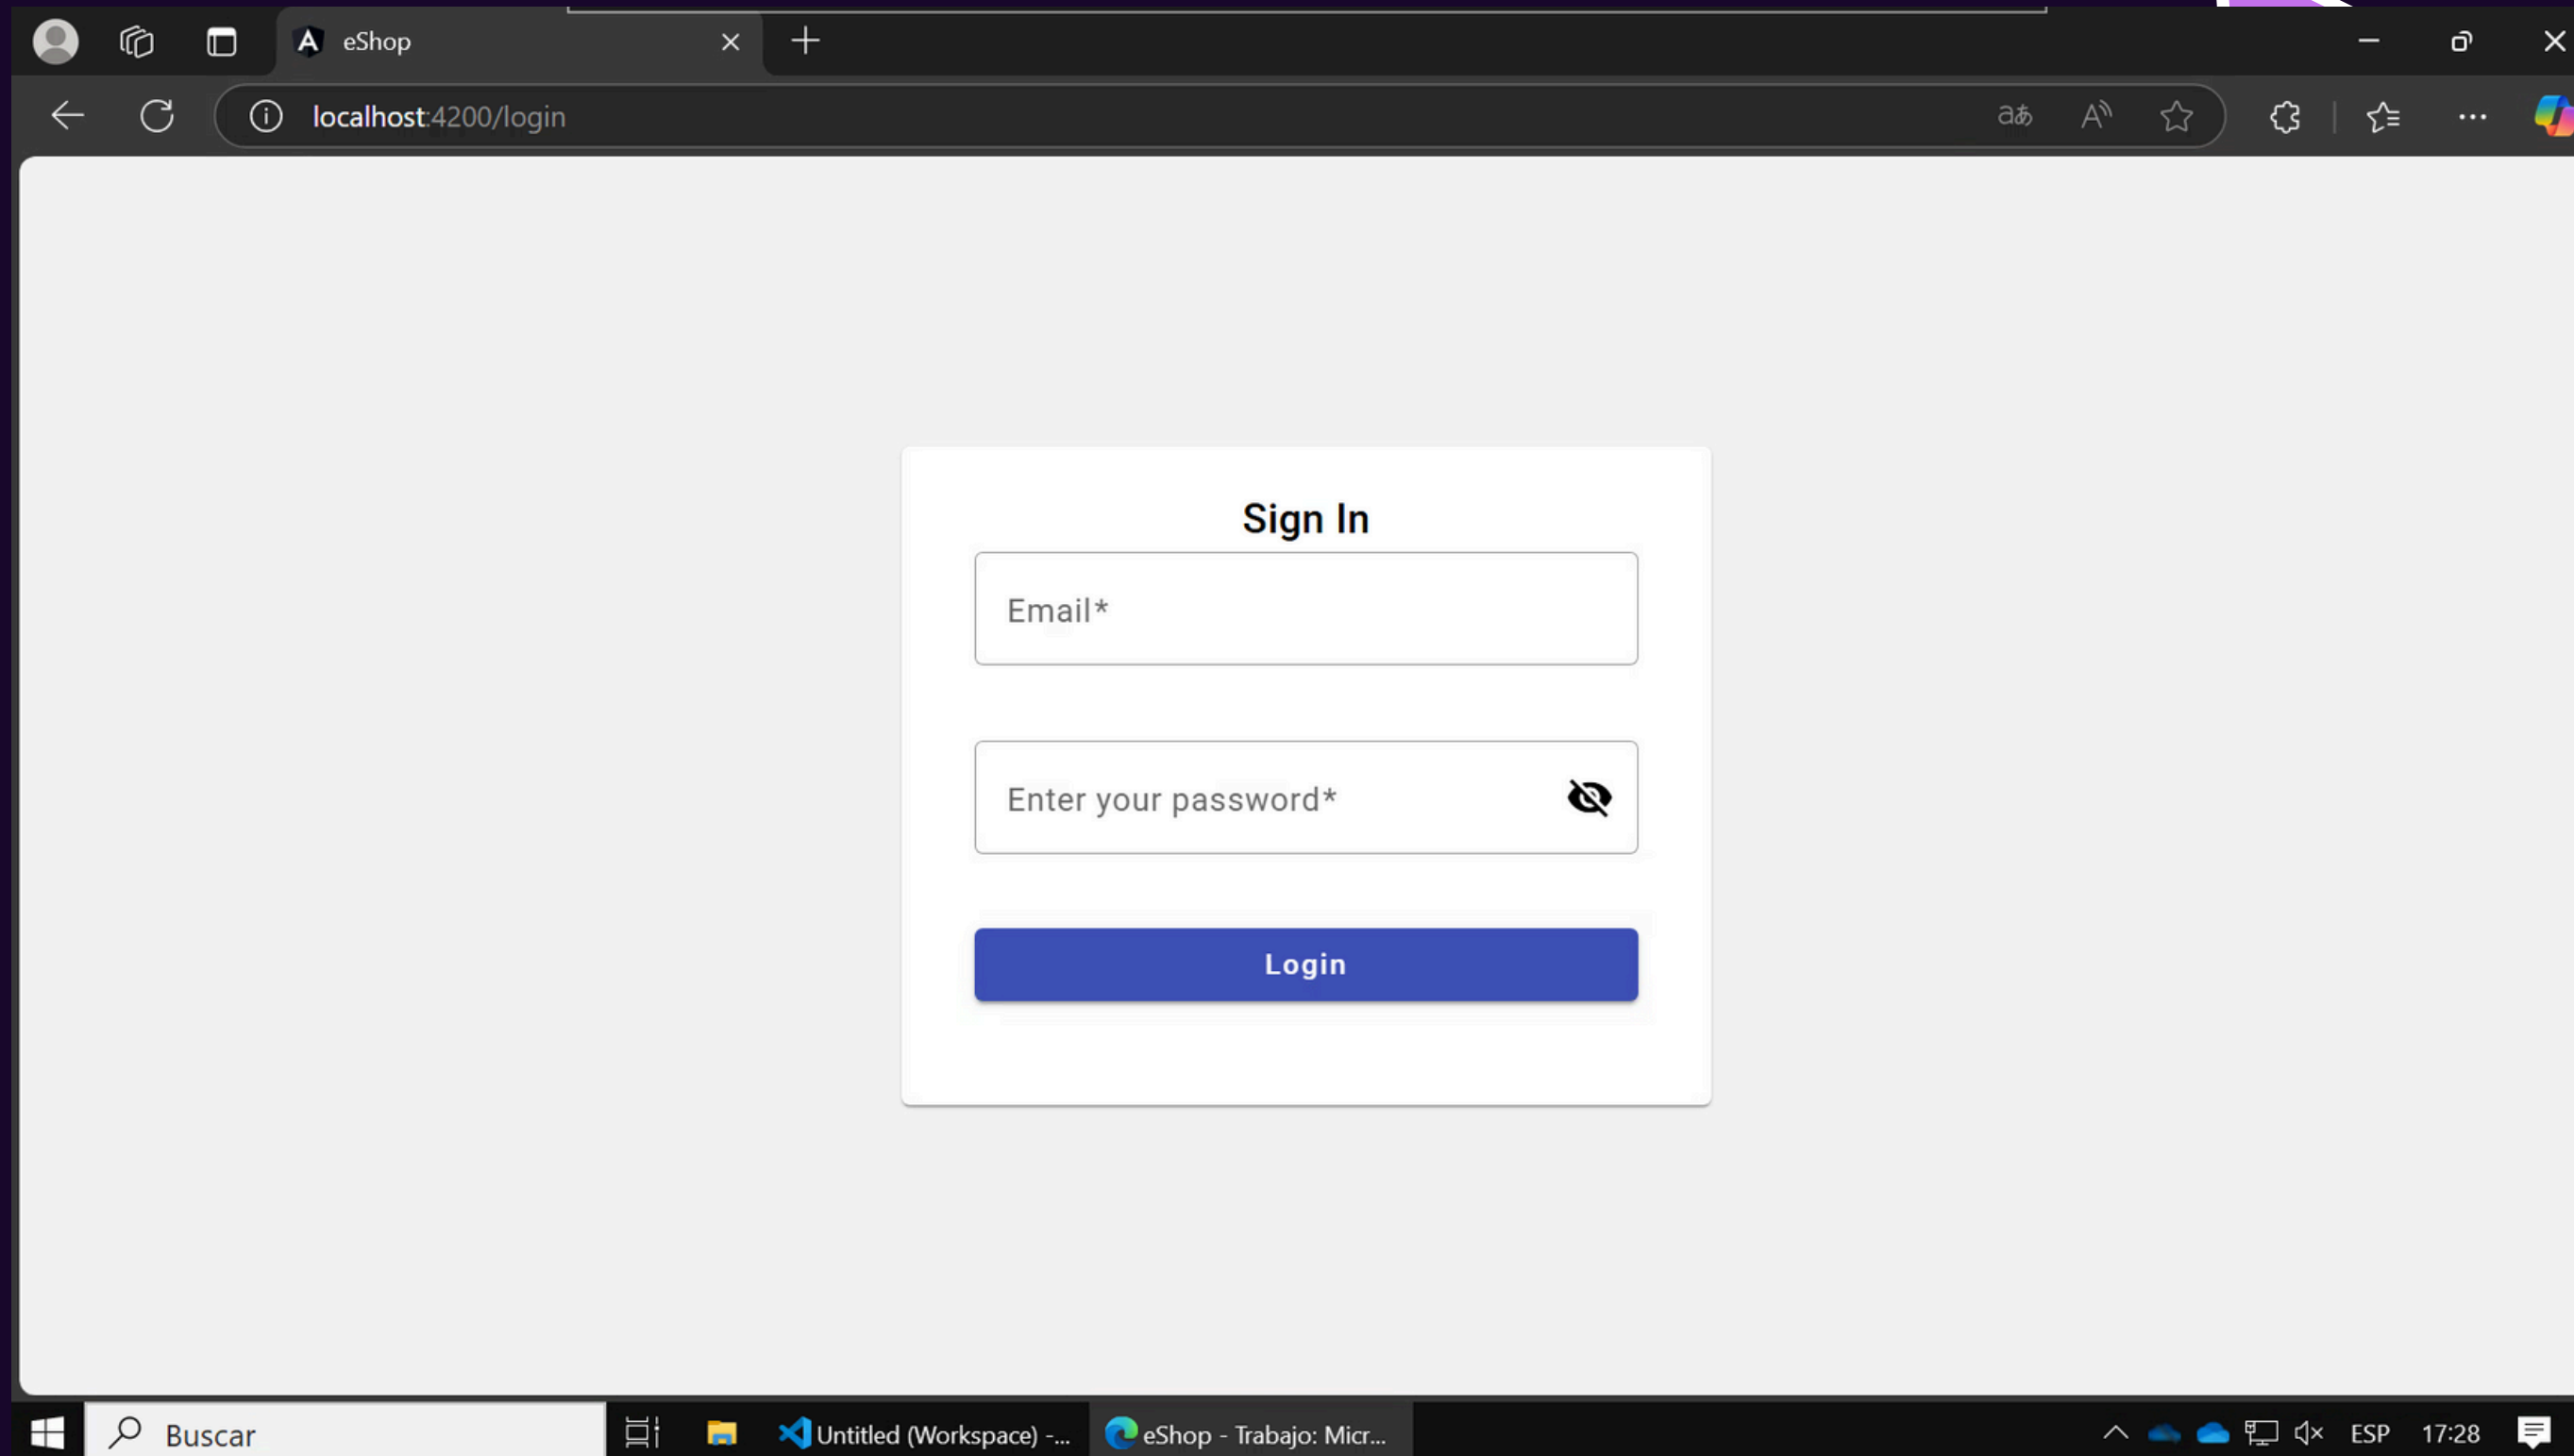 eShop
localhost:4200/login
Sign In
Email*
Enter your password*
Login
Buscar
Untitled (Workspace) -...
eShop - Trabajo: Micr...
ESP
17:28